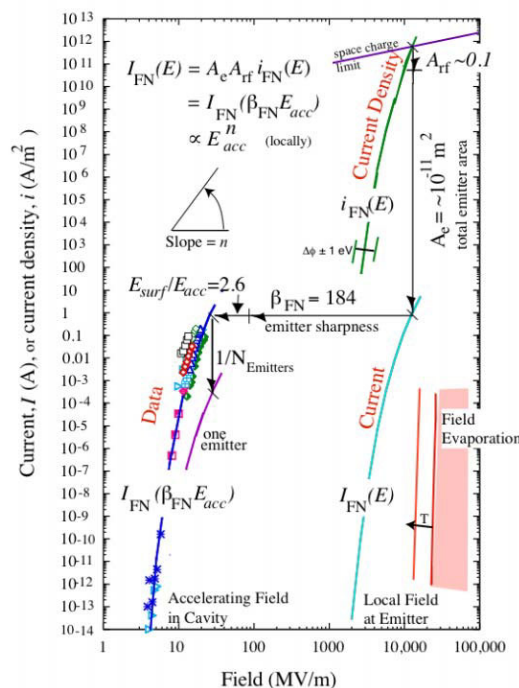 10^12
10^11
10^10
10^9
10^8
10^7
10^6
10^5
10^4
1000
100
10
1
0.1
0.01
10^-3
10^-4
10^-5
10^-6
10^-7
10^-8
10^-9
10^-10
10^-11
10^-12
10^-13
10-14
Current, I (A), or current density, i (A/m^2)
I_FN(E) = A_e A_rf i_FN(E)
= I_FN(β_FN E_acc)
∝ E_acc^n (locally)
Slope = n
space charge
limit
A_rf ~0.1
Current Density
A_e = ~10^-11 m^2
total emitter area
i_FN(E)
Δϕ ± 1 eV
E_surf/E_acc=2.6
β_FN = 184
emitter sharpness
1/N_Emitters
Data
one
emitter
Current
Field
Evaporation
T
I_FN(β_FN E_acc)
I_FN(E)
Accelerating Field
in Cavity
Local Field
at Emitter
1
10
100
1000
10,000
100,000
Field (MV/m)